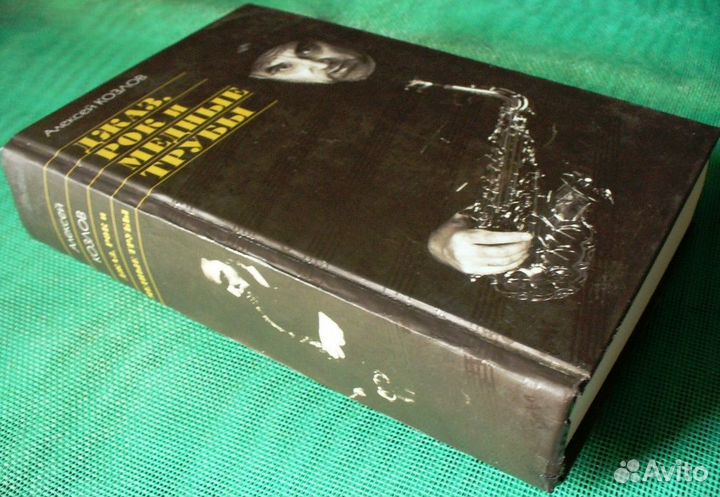 Алексей КОЗЛОВ
ДЖАЗ,
РОК И
МЕДНЫЕ
ТРУБЫ
Алексей
КОЗЛОВ
ДЖАЗ, РОК И
МЕДНЫЕ ТРУБЫ
Avito